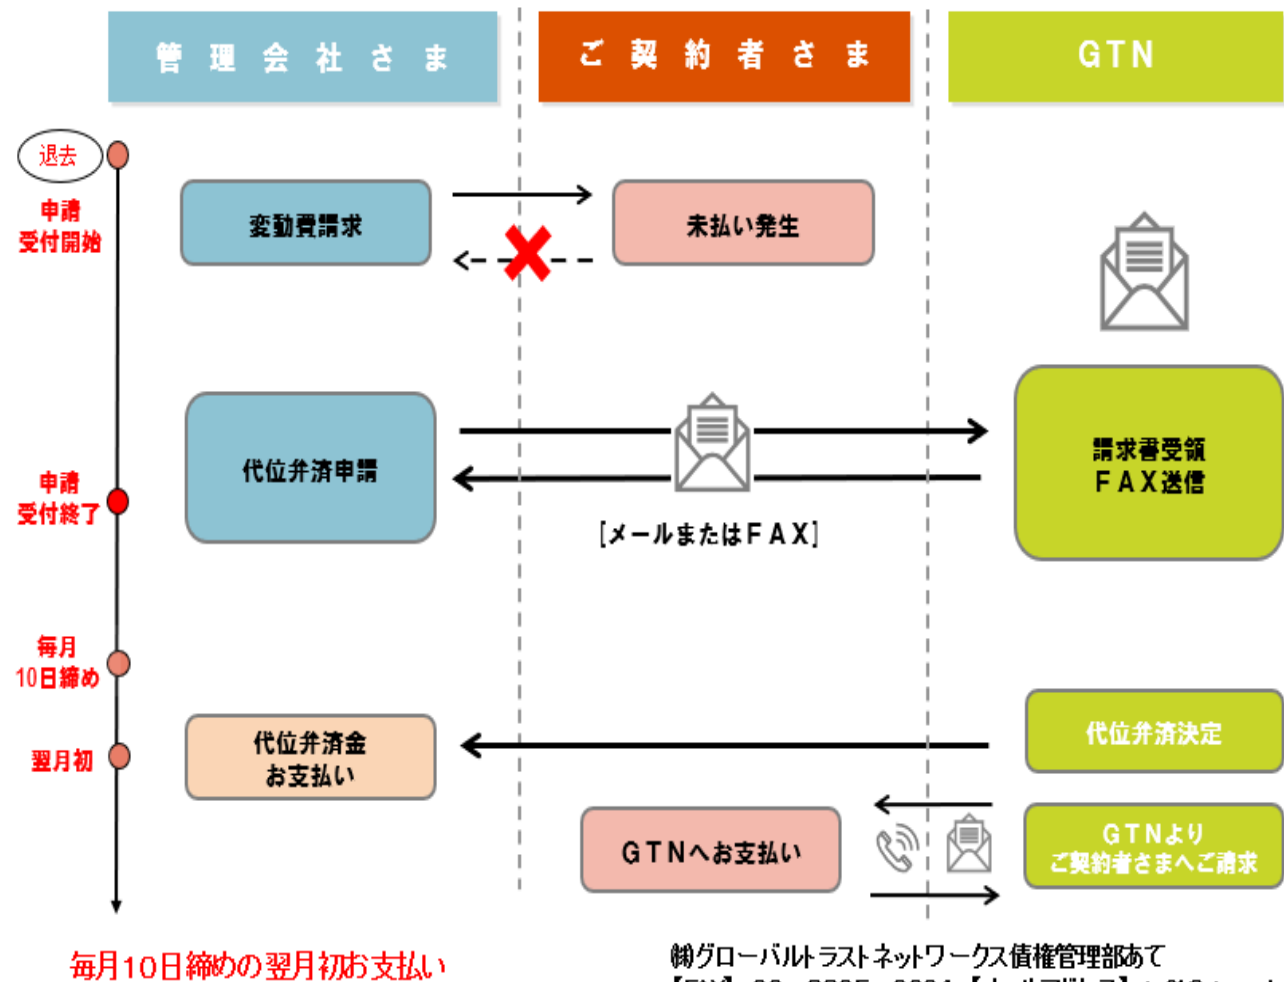 管理会社さま
ご契約者さま
GTN
退去
申請
受付開始
変動費請求
未払い発生
代位弁済申請
[メールまたはFAX]
請求書受領
FAX送信
申請
受付終了
毎月
10日締め
翌月初
代位弁済金
お支払い
代位弁済決定
GTNへお支払い
GTNより
ご契約者さまへご請求
毎月10日締めの翌月初お支払い
㈱グローバルトラストネットワークス債権管理部あて